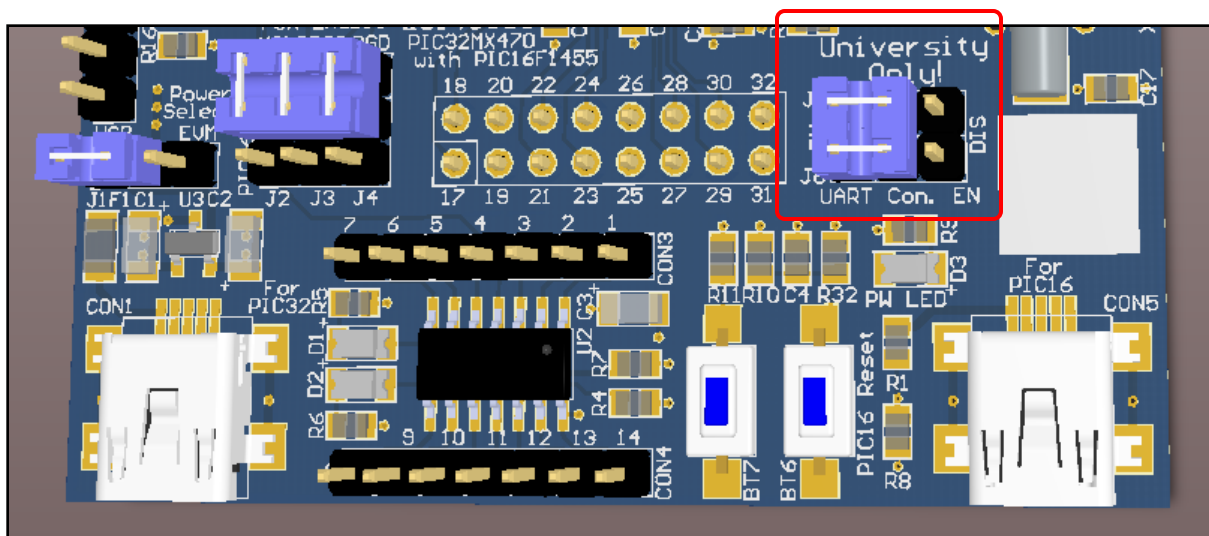 R16
PGD PIC32MX470
with PIC16F1455
University
Only!
C17
Power
Select
EVM
18 20 22 24 26 28 30 32
DIS
17 19 21 23 25 27 29 31
J2 J3 J4
UART Con. EN
J1 F1 C1 + U3 C2
7 6 5 4 3 2 1
CON3
R9
R11 R10 C4 R32
PW LED
D3
+
For
PIC16
CON1
For
PIC32
CON5
R5
C3
+
U2
D1
+
D2
+
R7
R4
R6
R1
PIC16 Reset
R8
9 10 11 12 13 14
CON4
BT7
BT6